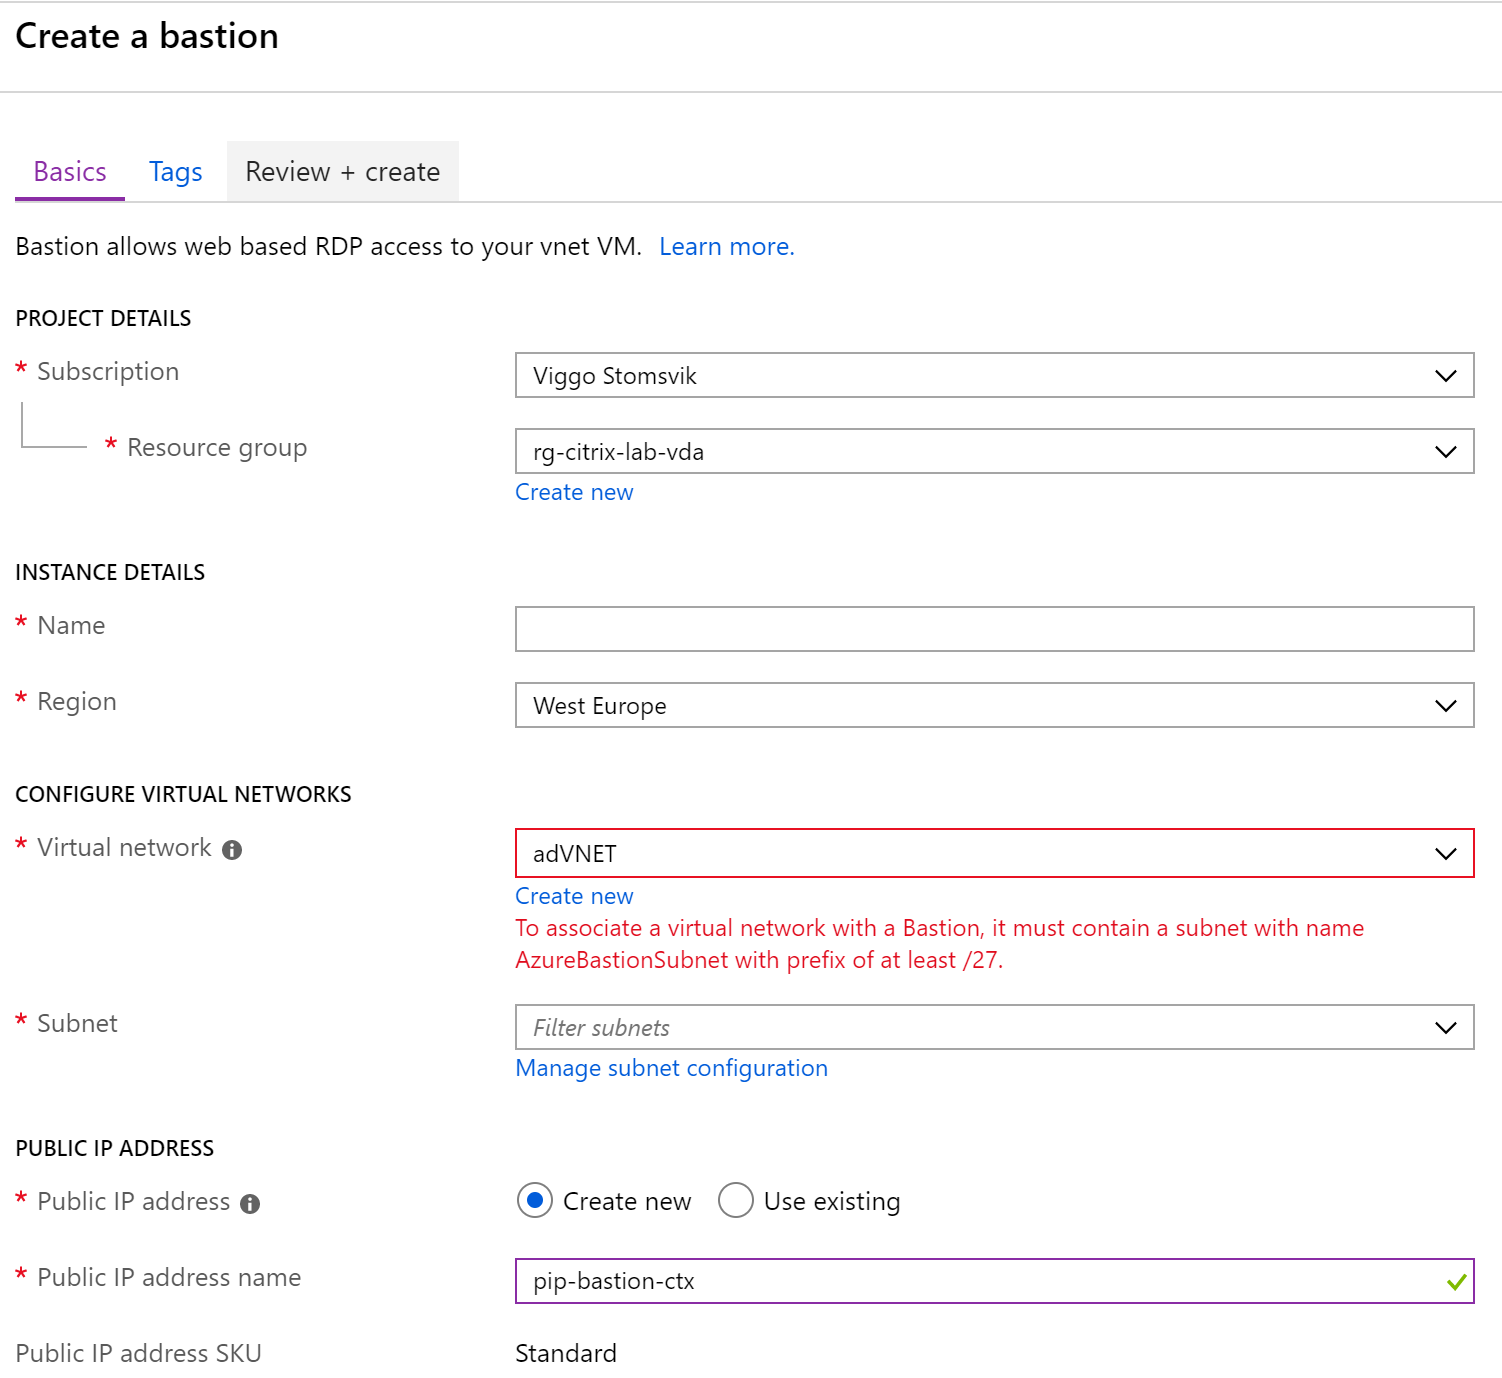 Create a bastion
Basics Tags Review + create
Bastion allows web based RDP access to your vnet VM. Learn more.
PROJECT DETAILS
* Subscription
Viggo Stomsvik
* Resource group
rg-citrix-lab-vda
Create new
INSTANCE DETAILS
* Name
* Region
West Europe
CONFIGURE VIRTUAL NETWORKS
* Virtual network
adVNET
Create new
To associate a virtual network with a Bastion, it must contain a subnet with name
AzureBastionSubnet with prefix of at least /27.
* Subnet
Filter subnets
Manage subnet configuration
PUBLIC IP ADDRESS
* Public IP address
Create new Use existing
* Public IP address name
pip-bastion-ctx
Public IP address SKU
Standard